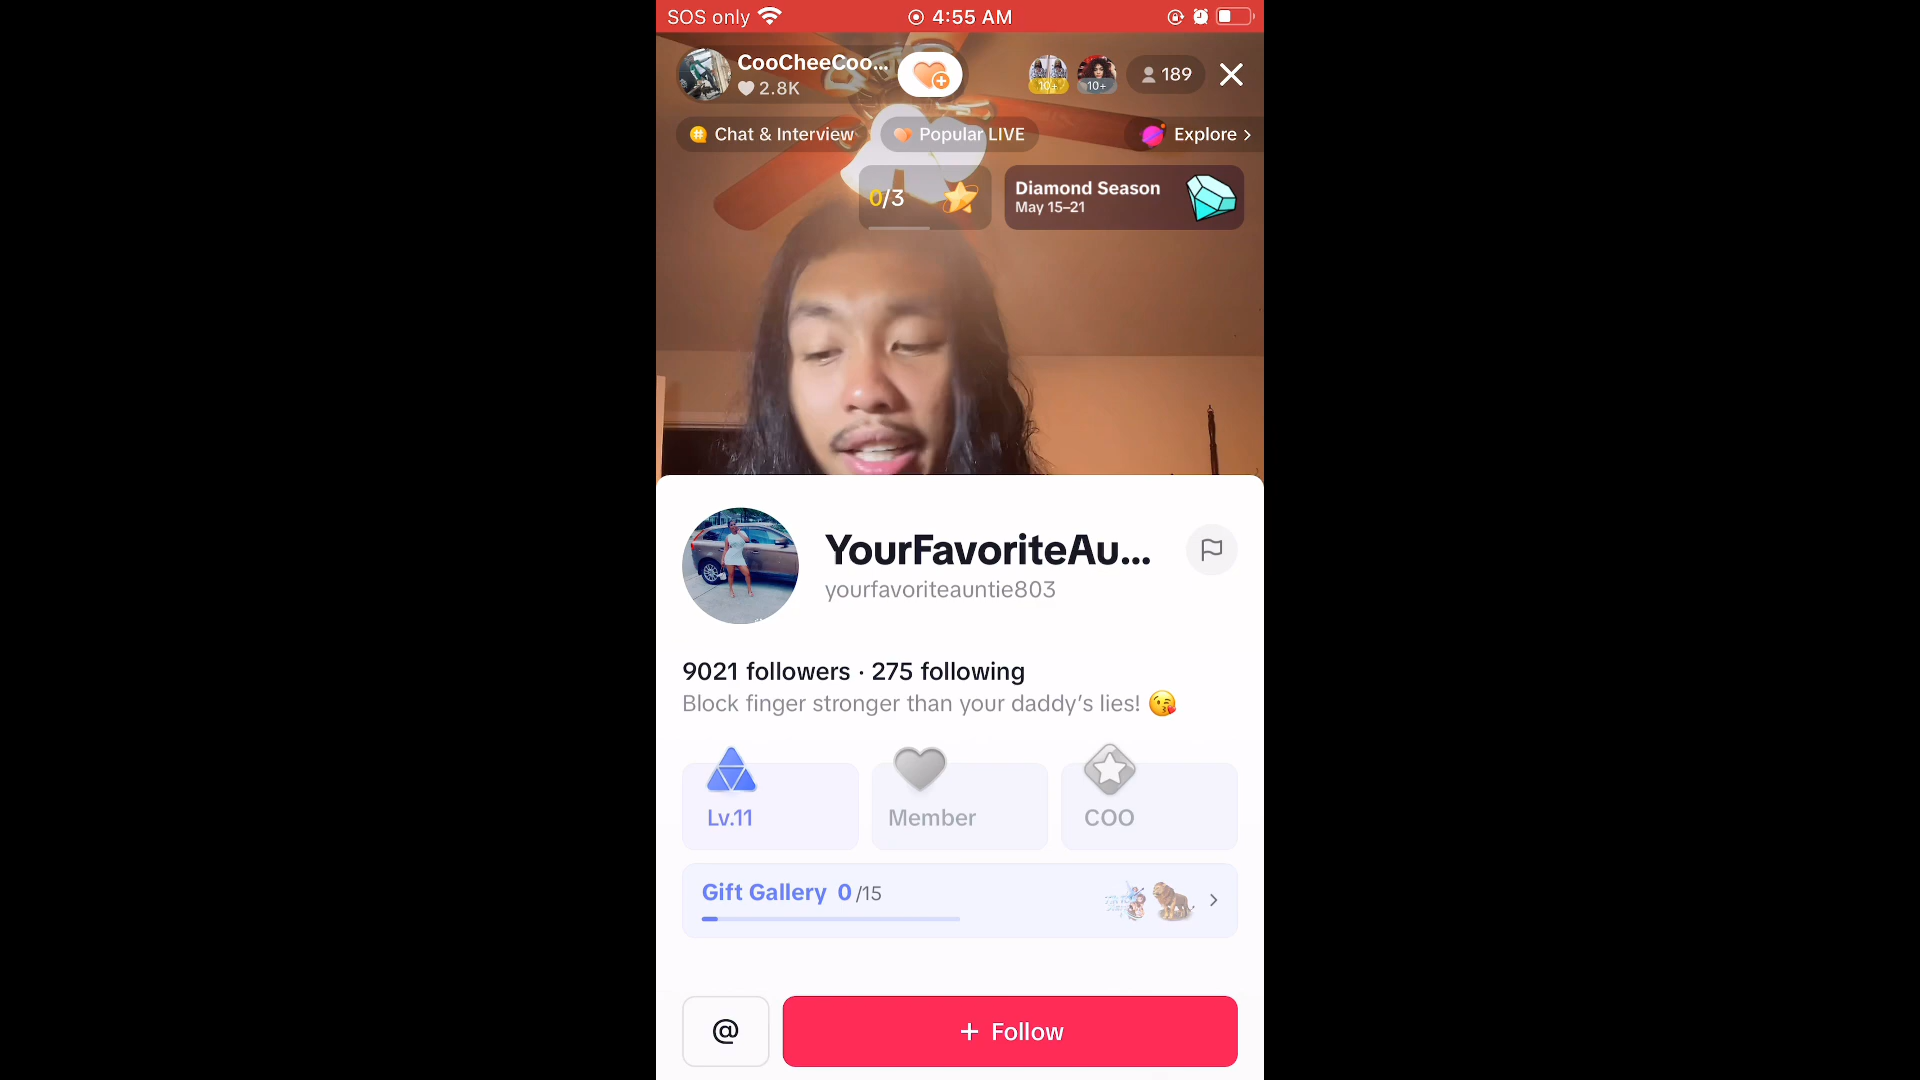 SOS only 4:55 AM
CooCheeCoo...
2.8K
10+
10+
189
# Chat & Interview
Popular LIVE
Explore >
0/3
Diamond Season
May 15–21
YourFavoriteAu...
yourfavoriteauntie803
9021 followers · 275 following
Block finger stronger than your daddy's lies! 😘
Lv.11
Member
COO
Gift Gallery 0/15
@
+ Follow